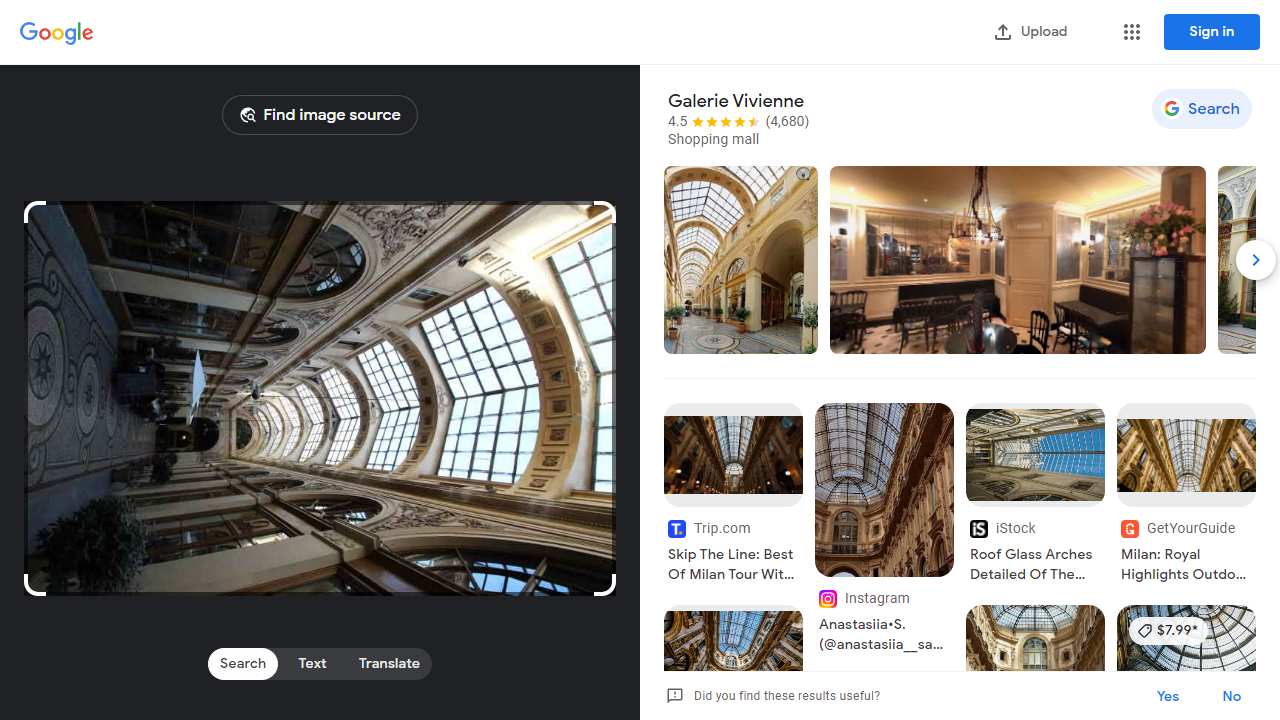 Google
Upload
Sign in
Find image source
Galerie Vivienne
4.5 (4,680)
Shopping mall
Search
Trip.com
Skip The Line: Best
Of Milan Tour Wit...
Instagram
Anastasiia•S.
(@anastasiia__sa...
iStock
Roof Glass Arches
Detailed Of The...
GetYourGuide
Milan: Royal
Highlights Outdo...
$7.99*
Search
Text
Translate
Did you find these results useful?
Yes
No